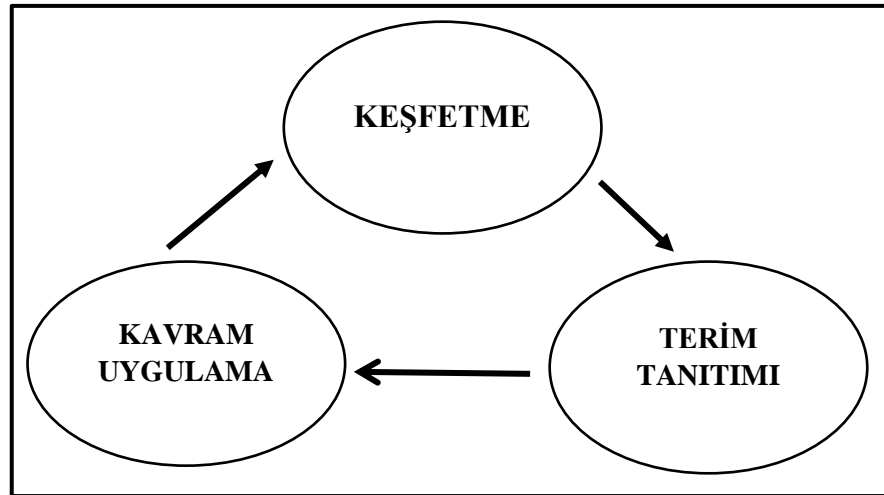 KEŞFETME
KAVRAM
UYGULAMA
TERİM
TANITIMI